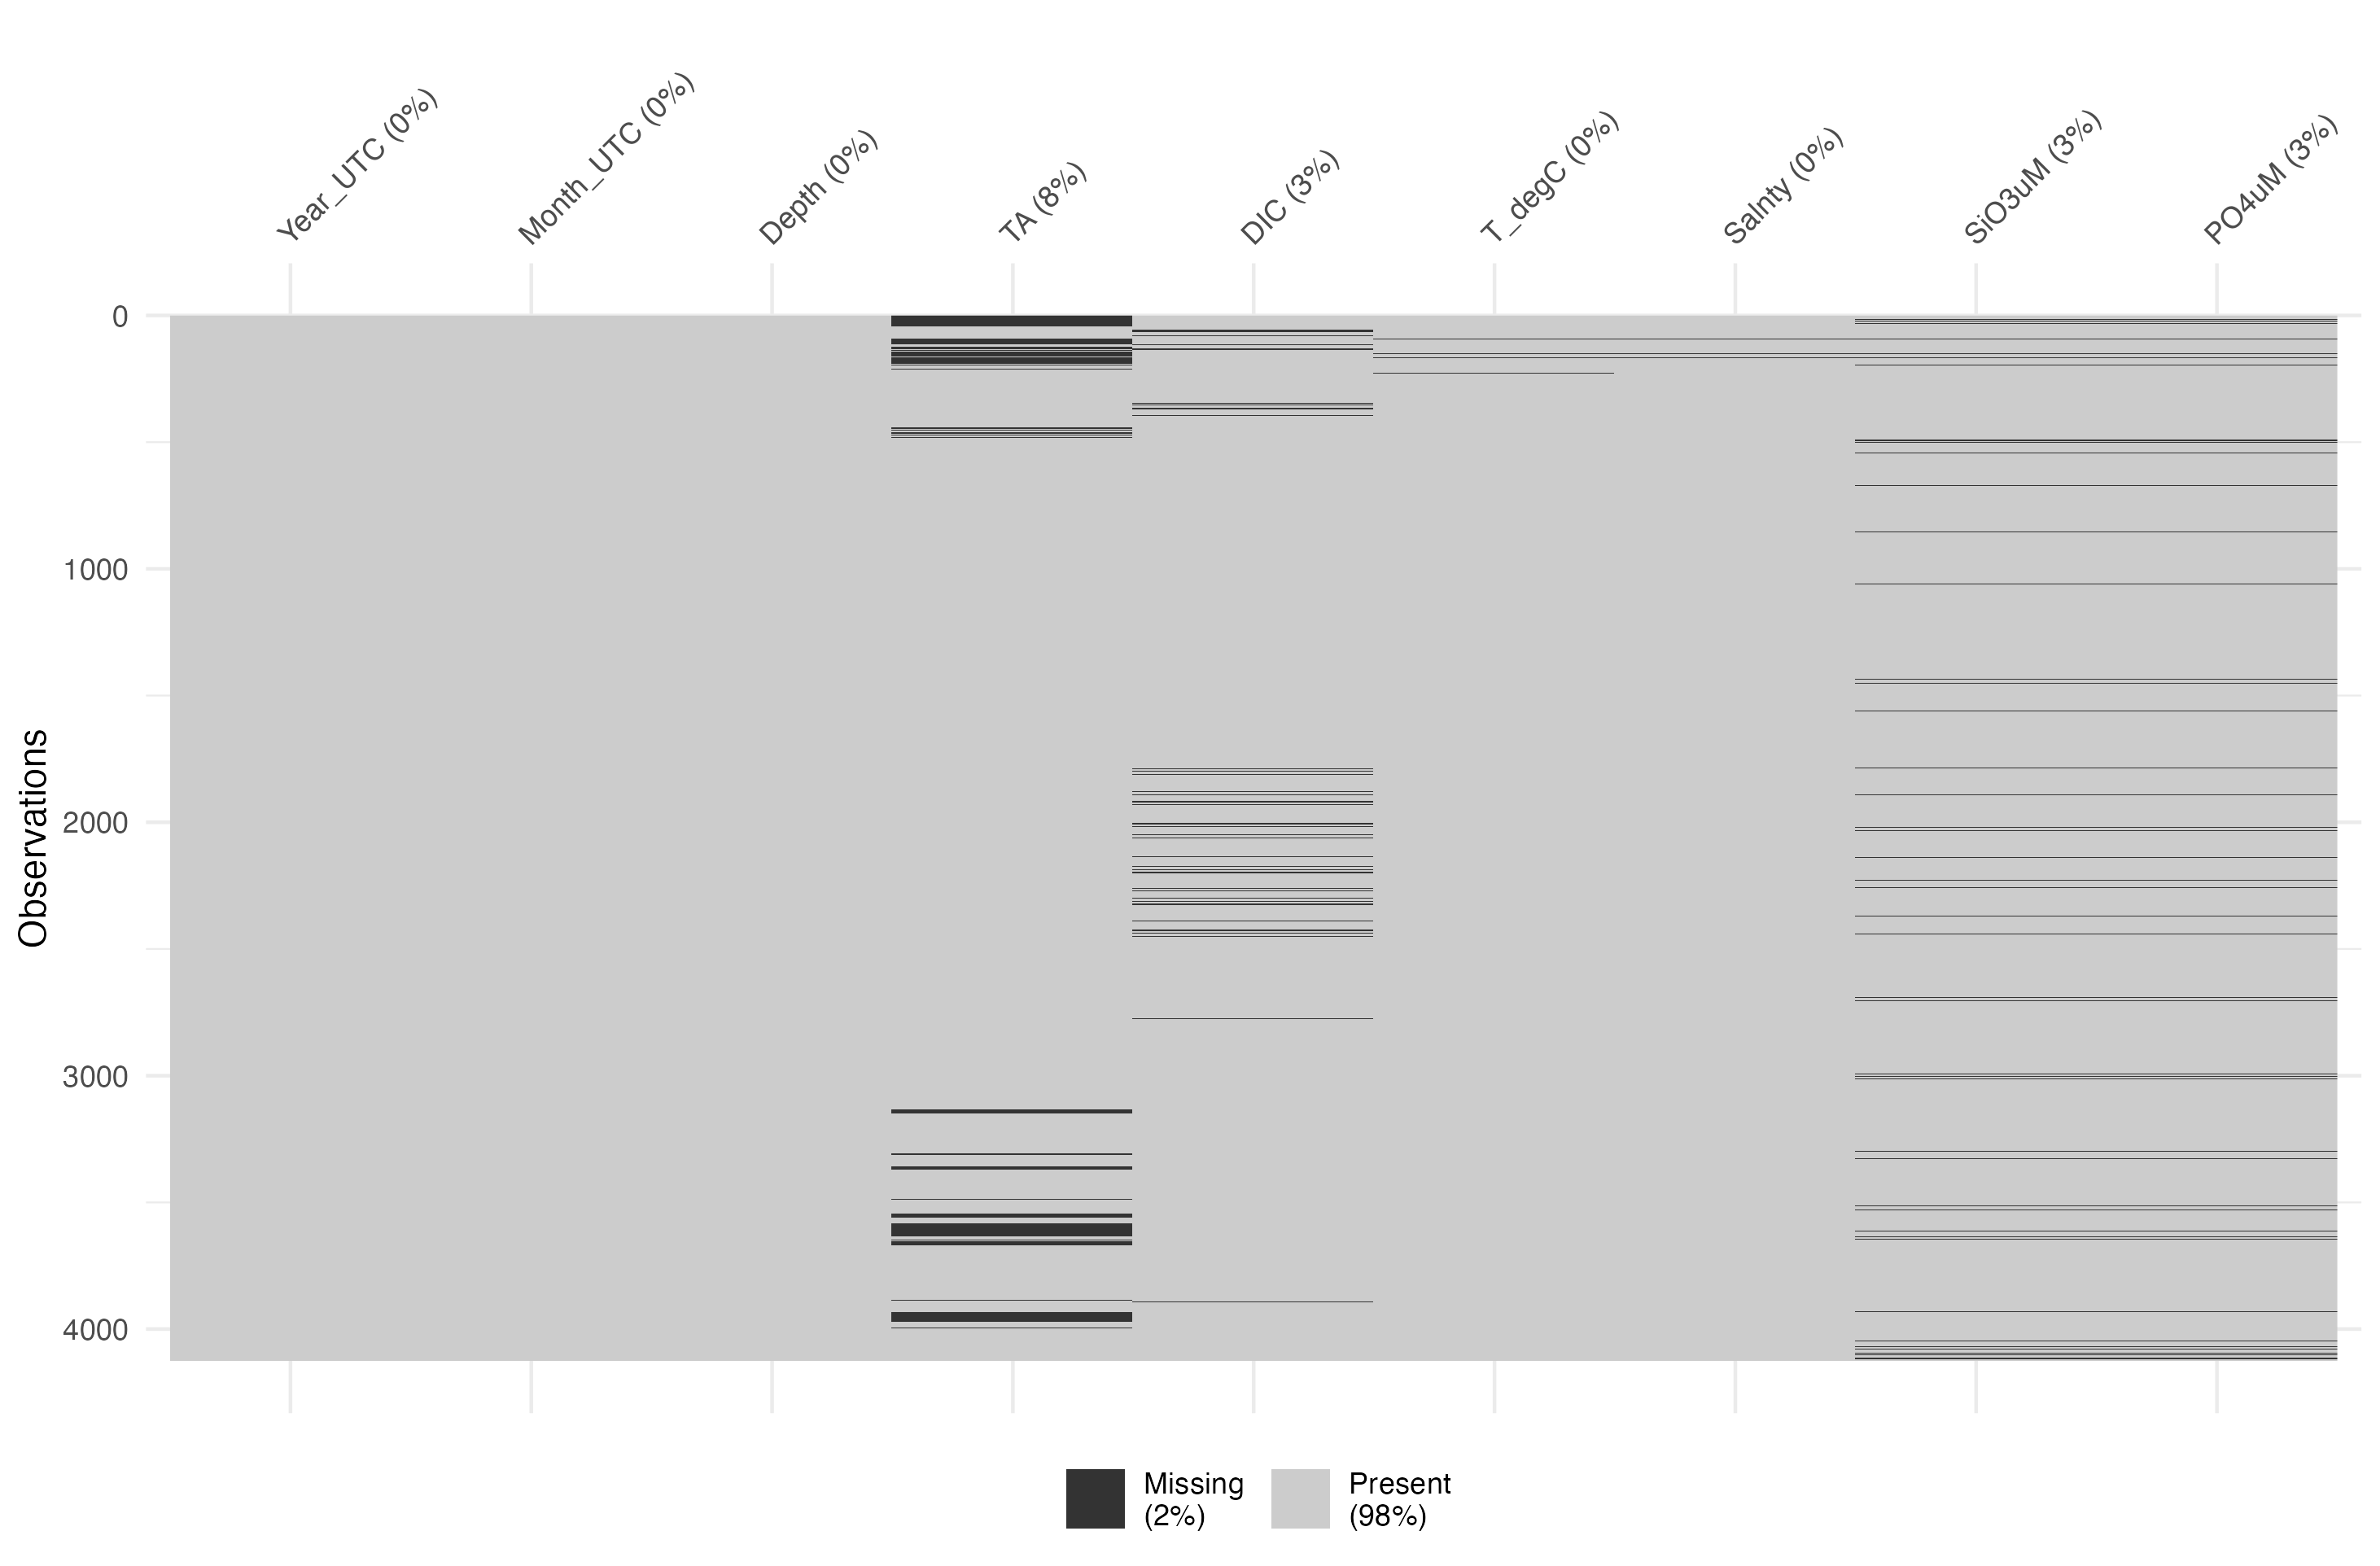 Year_UTC (0%)
Month_UTC (0%)
Depth (0%)
TA (8%)
DIC (3%)
T_degC (0%)
Salnty (0%)
SiO3uM (3%)
PO4uM (3%)
0
1000
2000
3000
4000
Observations
Missing
(2%)
Present
(98%)